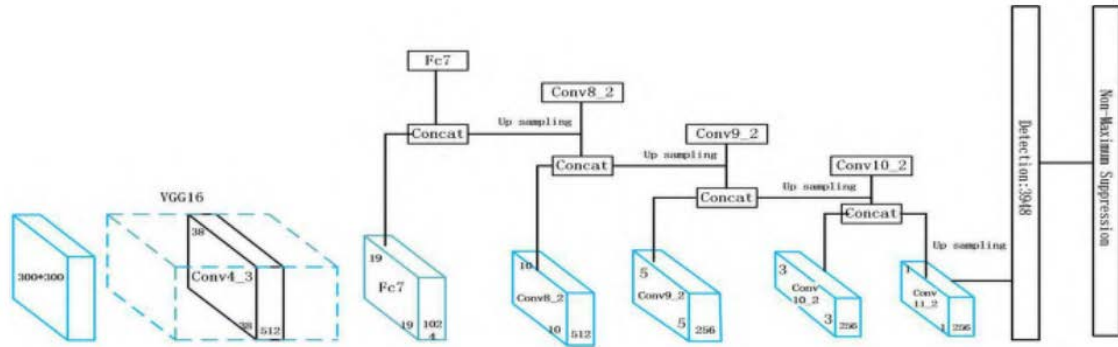 Fc7
Conv8_2
Up sampling
Concat
Conv9_2
Up sampling
Concat
Conv10_2
Up sampling
Concat
VGG16
Concat
Up sampling
38
Conv4_3
38
512
300*300
19
Fc7
19
102
4
10
Conv8_2
10
512
5
Conv9_2
5
256
3
Conv
10_2
3
256
1
Conv
11_2
1
256
Detection:3948
Non-Maximum Suppression